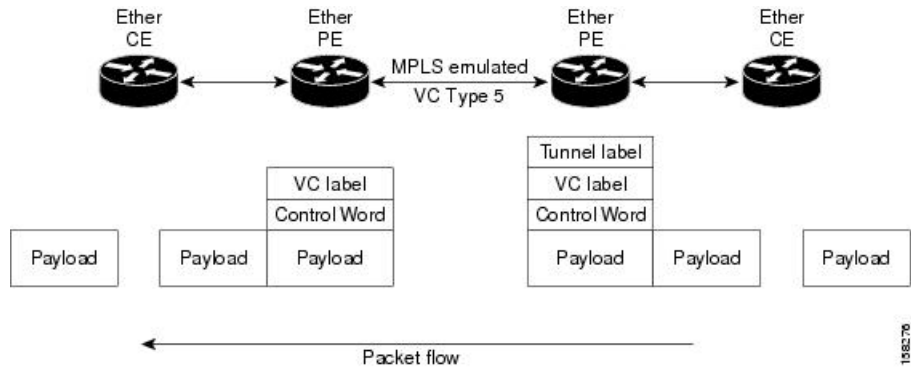 Ether CE
Ether PE
Ether PE
Ether CE
MPLS emulated
VC Type 5
Tunnel label
VC label
VC label
Control Word
Control Word
Payload
Payload
Payload
Payload
Payload
Payload
Packet flow
158276